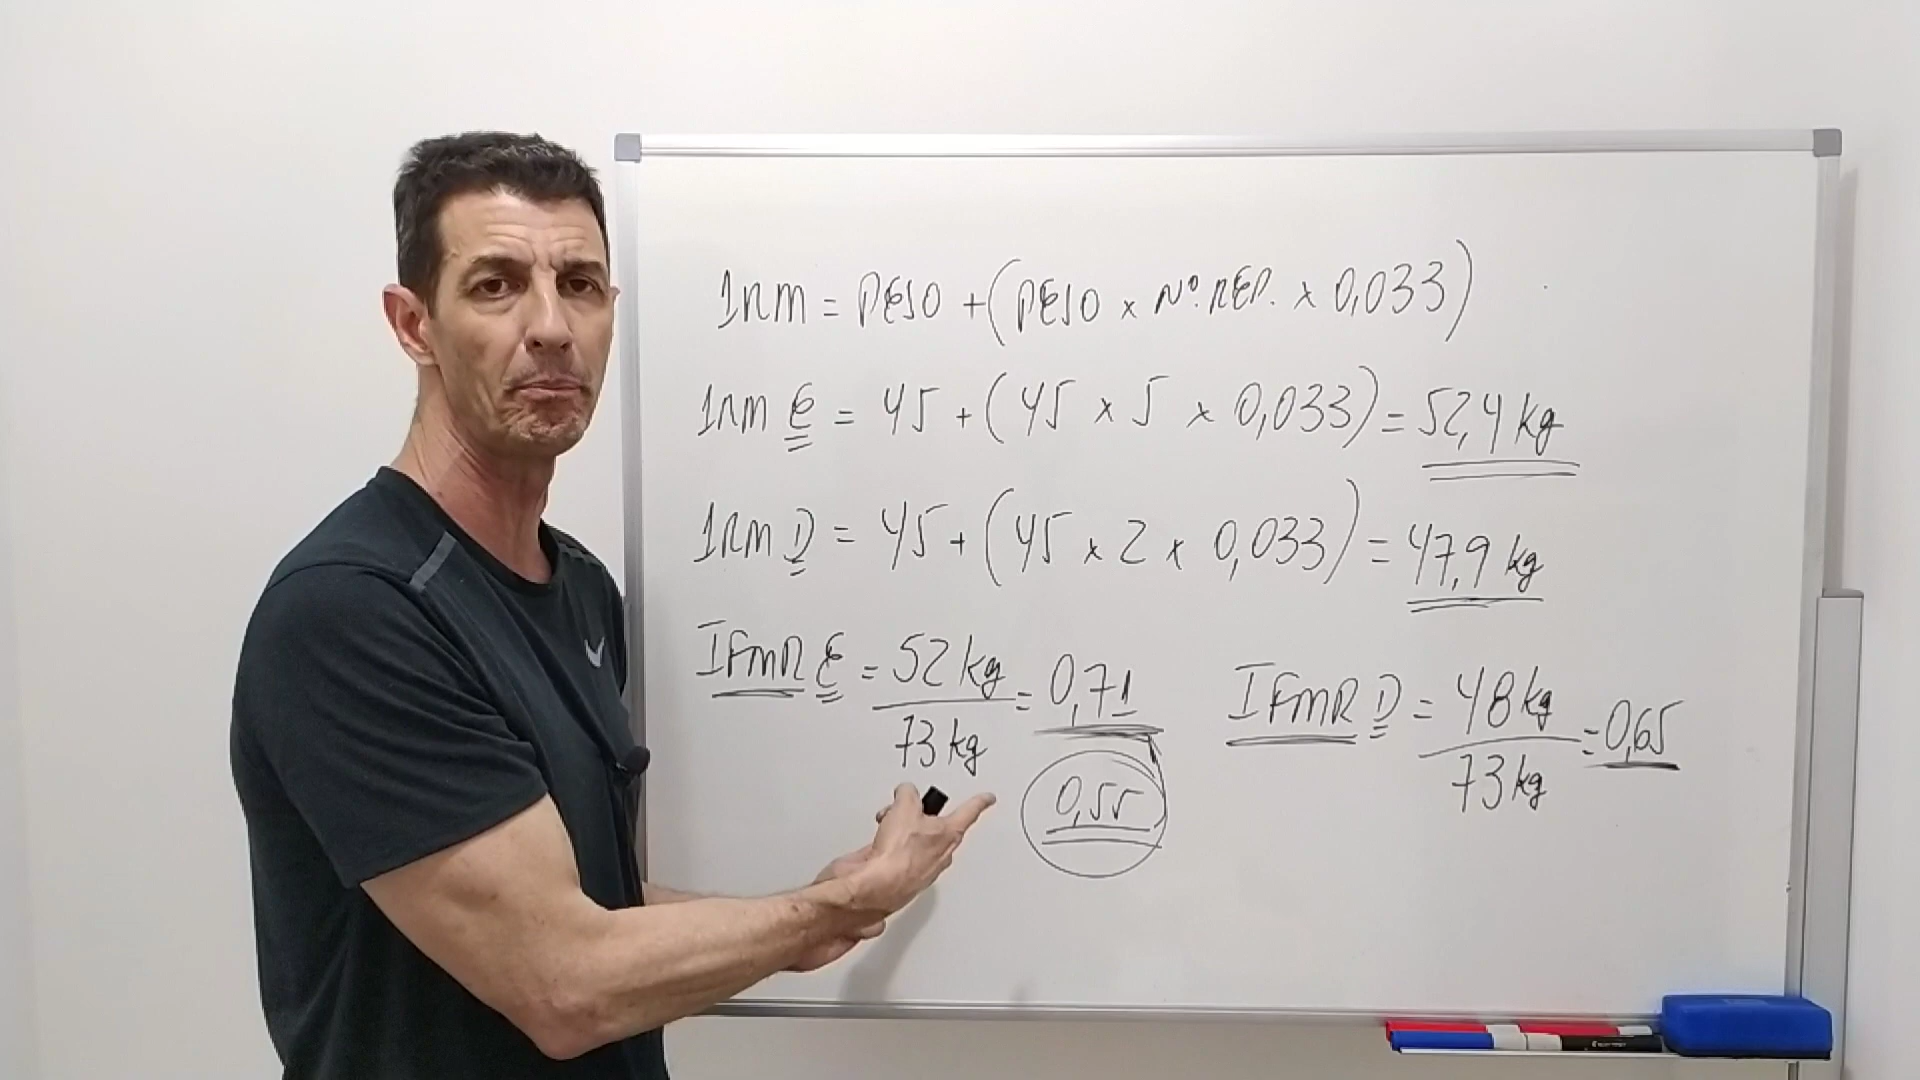 1RM = PESO + (PESO x Nº. REP. x 0,033)
1RM E = 45 + (45 x 5 x 0,033) = 52,4 kg
1RM D = 45 + (45 x 2 x 0,033) = 47,9 kg
IFMR E = 52 kg / 73 kg = 0,71
0,55
IFMR D = 48 kg / 73 kg = 0,65